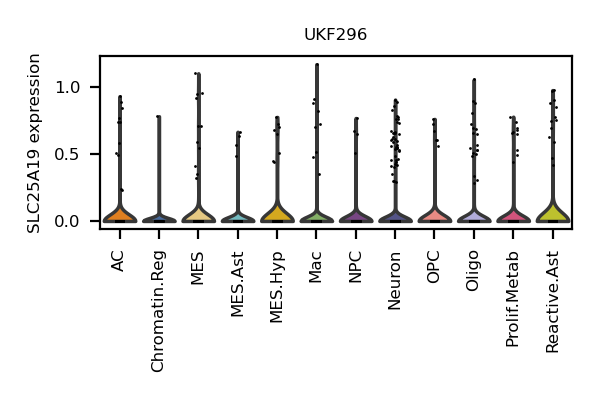 UKF296
SLC25A19 expression
1.0
0.5
0.0
AC
Chromatin.Reg
MES
MES.Ast
MES.Hyp
Mac
NPC
Neuron
OPC
Oligo
Prolif.Metab
Reactive.Ast